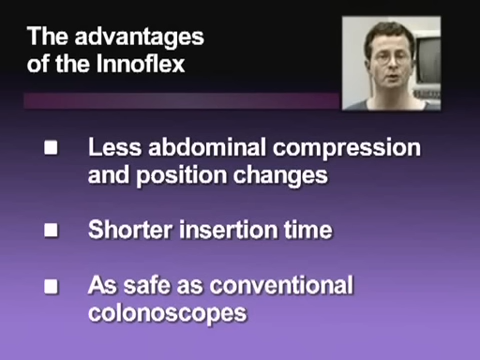 The advantages
of the Innoflex
Less abdominal compression
and position changes
Shorter insertion time
As safe as conventional
colonoscopes